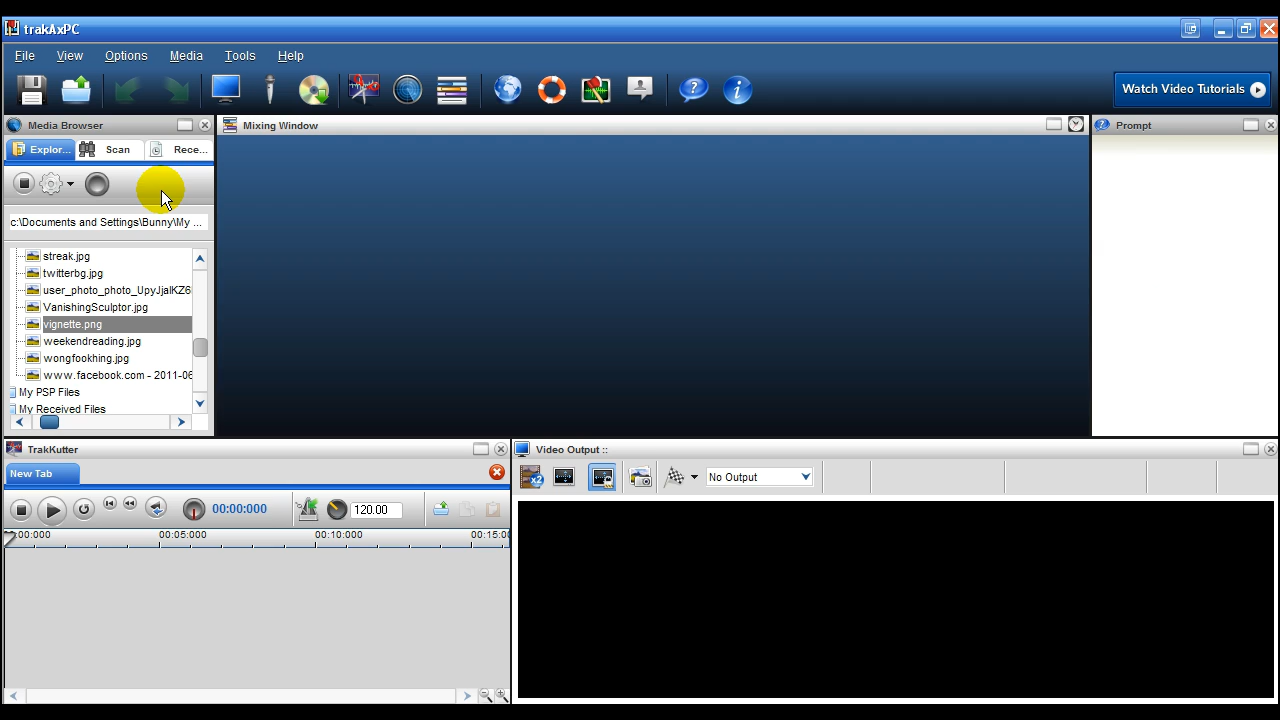 trakAxPC
File View Options Media Tools Help
Watch Video Tutorials
Media Browser
Mixing Window
Prompt
Explor... Scan Rece...
c:\Documents and Settings\Bunny\My ...
streak.jpg
twitterbg.jpg
user_photo_photo_UpyJjalKZ6
VanishingSculptor.jpg
vignette.png
weekendreading.jpg
wongfookhing.jpg
www.facebook.com - 2011-06
My PSP Files
My Received Files
TrakKutter
Video Output ::
New Tab
x2
No Output
00:00:000
120.00
00:000 00:05:000 00:10:000 00:15:0